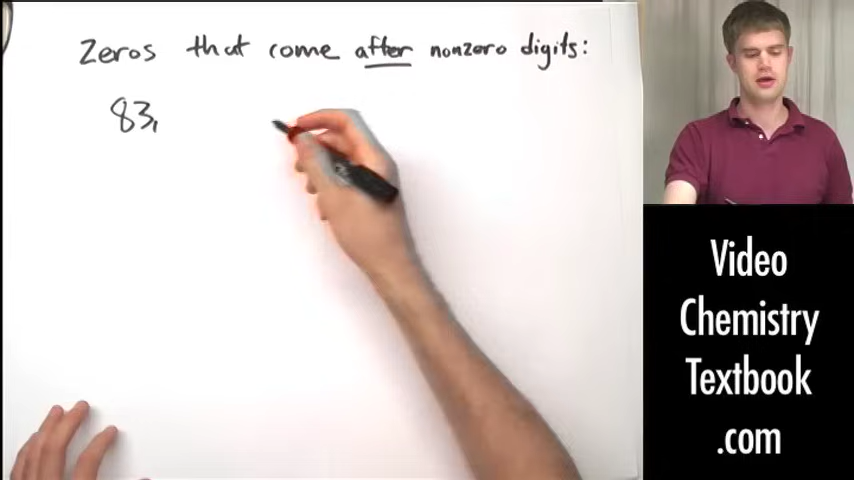 Zeros that come after nonzero digits:
83,
Video
Chemistry
Textbook
.com